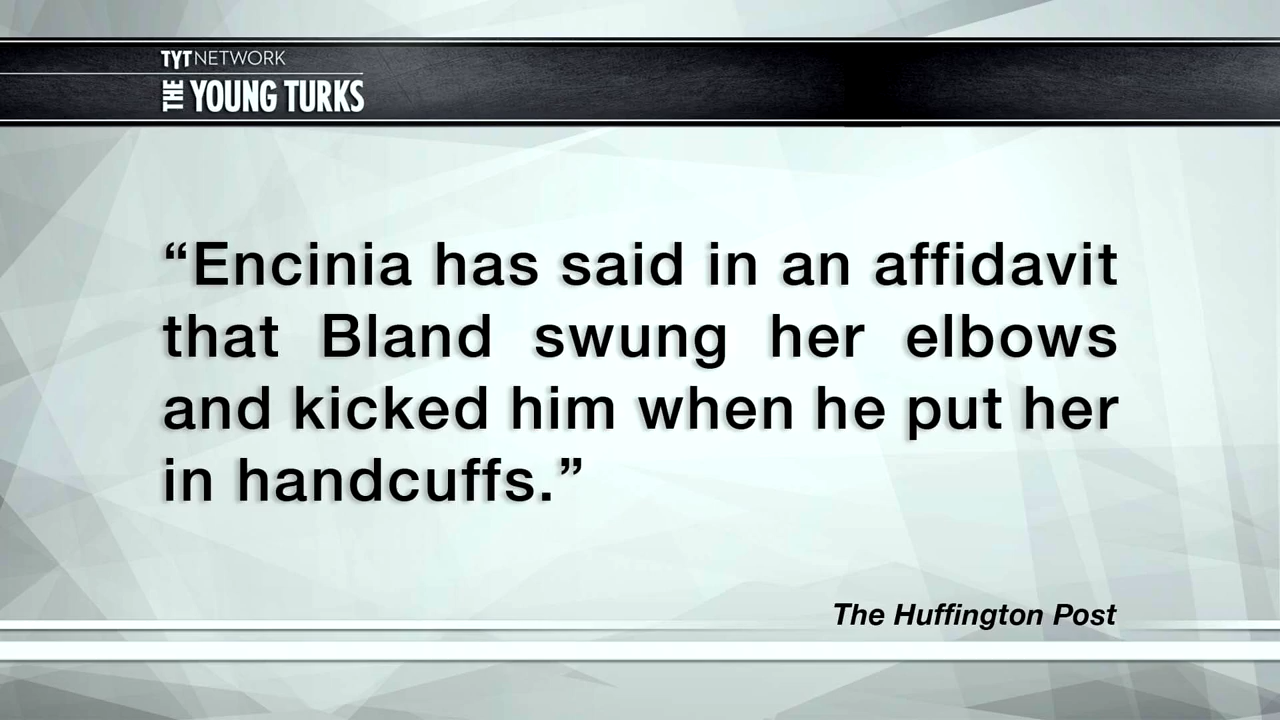 TYT NETWORK
THE YOUNG TURKS
“Encinia has said in an affidavit
that Bland swung her elbows
and kicked him when he put her
in handcuffs.”
The Huffington Post